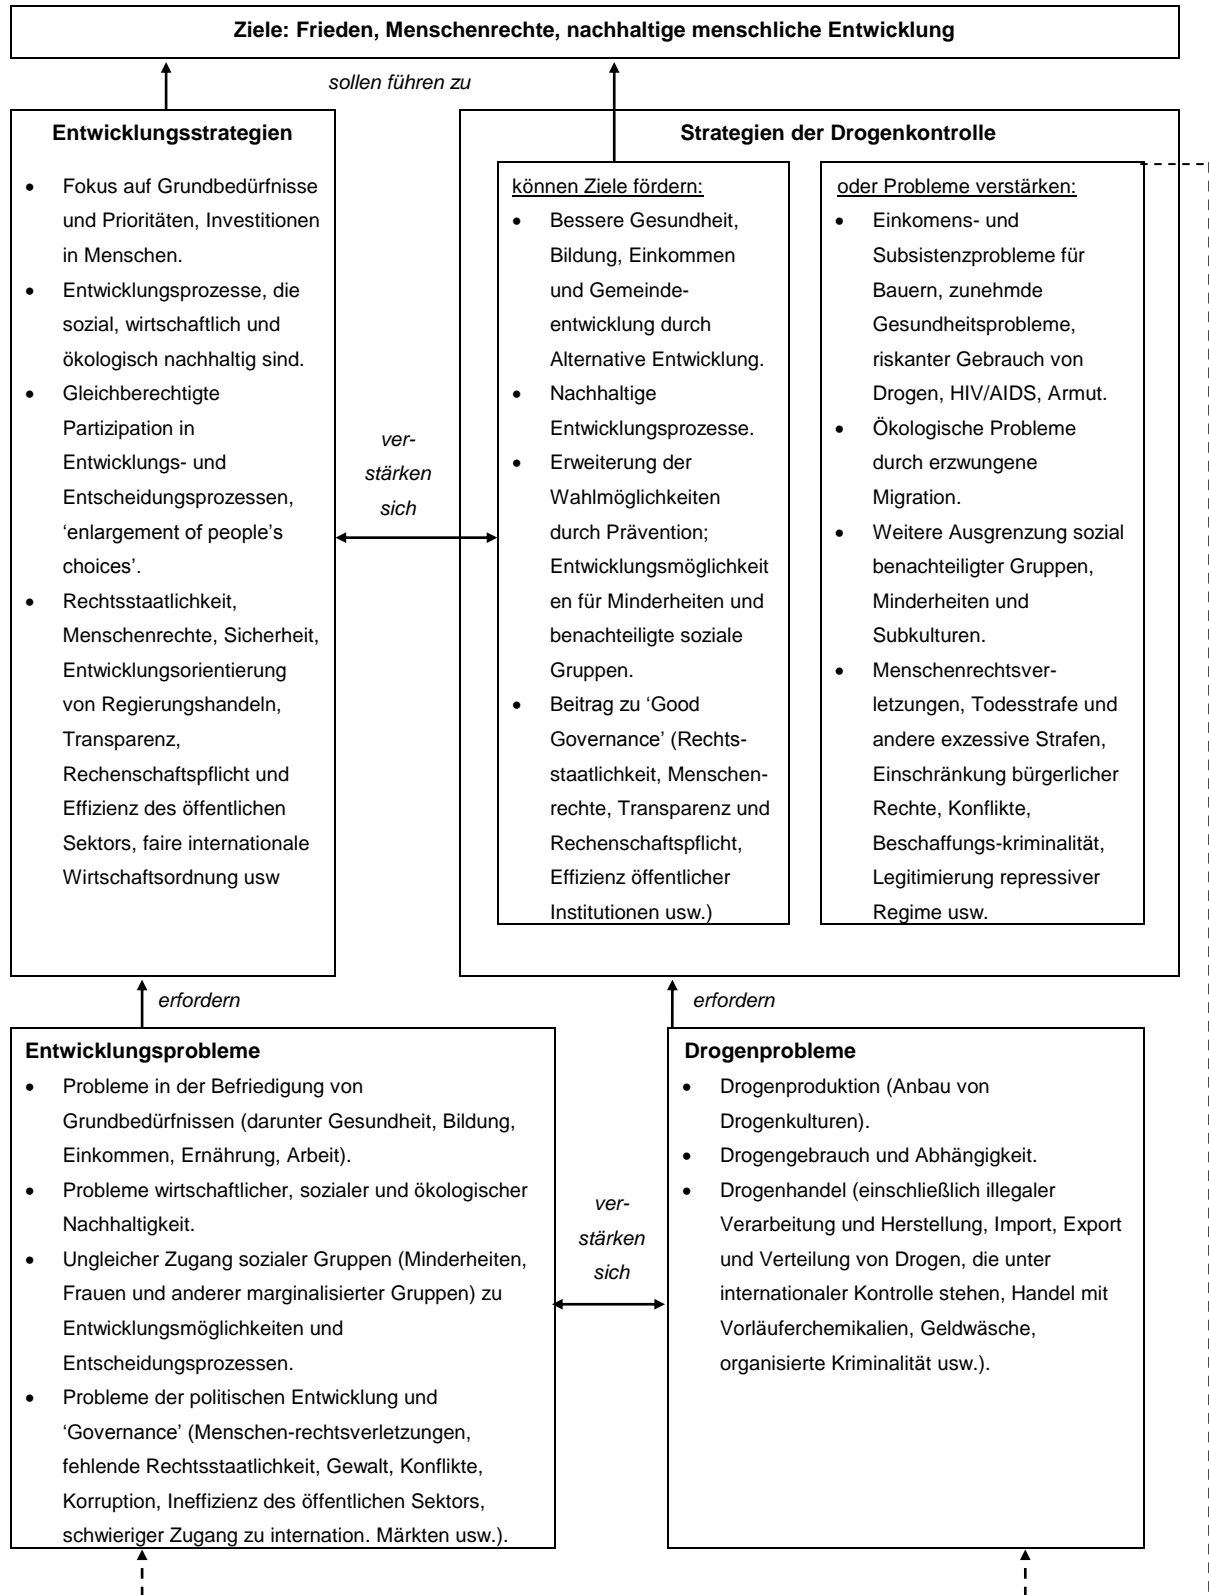 Ziele: Frieden, Menschenrechte, nachhaltige menschliche Entwicklung
sollen führen zu
Entwicklungsstrategien
• Fokus auf Grundbedürfnisse
und Prioritäten, Investitionen
in Menschen.
• Entwicklungsprozesse, die
sozial, wirtschaftlich und
ökologisch nachhaltig sind.
• Gleichberechtigte
Partizipation in
Entwicklungs- und
Entscheidungsprozessen,
‘enlargement of people’s
choices’.
• Rechtsstaatlichkeit,
Menschenrechte, Sicherheit,
Entwicklungsorientierung
von Regierungshandeln,
Transparenz,
Rechenschaftspflicht und
Effizienz des öffentlichen
Sektors, faire internationale
Wirtschaftsordnung usw
ver-
stärken
sich
Strategien der Drogenkontrolle
können Ziele fördern:
• Bessere Gesundheit,
Bildung, Einkommen
und Gemeinde-
entwicklung durch
Alternative Entwicklung.
• Nachhaltige
Entwicklungsprozesse.
• Erweiterung der
Wahlmöglichkeiten
durch Prävention;
Entwicklungsmöglichkeit
en für Minderheiten und
benachteiligte soziale
Gruppen.
• Beitrag zu ‘Good
Governance’ (Rechts-
staatlichkeit, Menschen-
rechte, Transparenz und
Rechenschaftspflicht,
Effizienz öffentlicher
Institutionen usw.)
oder Probleme verstärken:
• Einkomens- und
Subsistenzprobleme für
Bauern, zunehmde
Gesundheitsprobleme,
riskanter Gebrauch von
Drogen, HIV/AIDS, Armut.
• Ökologische Probleme
durch erzwungene
Migration.
• Weitere Ausgrenzung sozial
benachteiligter Gruppen,
Minderheiten und
Subkulturen.
• Menschenrechtsver-
letzungen, Todesstrafe und
andere exzessive Strafen,
Einschränkung bürgerlicher
Rechte, Konflikte,
Beschaffungs-kriminalität,
Legitimierung repressiver
Regime usw.
erfordern
erfordern
Entwicklungsprobleme
• Probleme in der Befriedigung von
Grundbedürfnissen (darunter Gesundheit, Bildung,
Einkommen, Ernährung, Arbeit).
• Probleme wirtschaftlicher, sozialer und ökologischer
Nachhaltigkeit.
• Ungleicher Zugang sozialer Gruppen (Minderheiten,
Frauen und anderer marginalisierter Gruppen) zu
Entwicklungsmöglichkeiten und
Entscheidungsprozessen.
• Probleme der politischen Entwicklung und
‘Governance’ (Menschen-rechtsverletzungen,
fehlende Rechtsstaatlichkeit, Gewalt, Konflikte,
Korruption, Ineffizienz des öffentlichen Sektors,
schwieriger Zugang zu internation. Märkten usw.).
ver-
stärken
sich
Drogenprobleme
• Drogenproduktion (Anbau von
Drogenkulturen).
• Drogengebrauch und Abhängigkeit.
• Drogenhandel (einschließlich illegaler
Verarbeitung und Herstellung, Import, Export
und Verteilung von Drogen, die unter
internationaler Kontrolle stehen, Handel mit
Vorläuferchemikalien, Geldwäsche,
organisierte Kriminalität usw.).